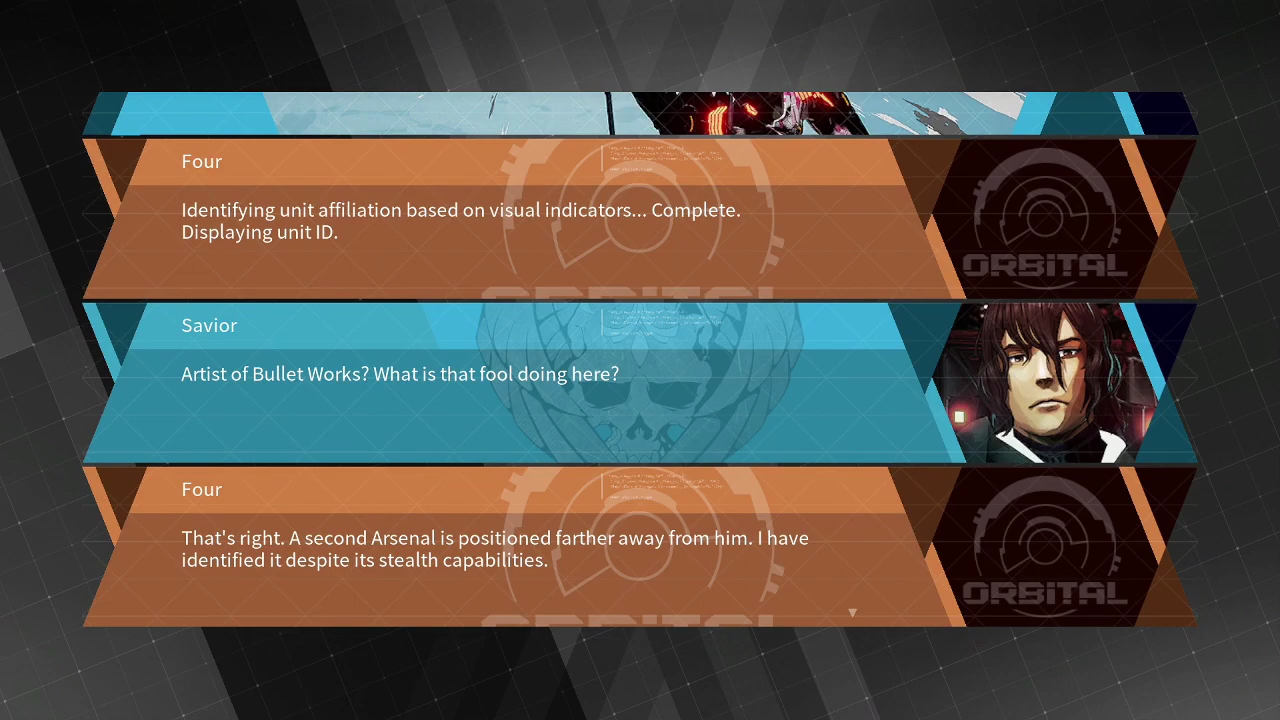 Four
Identifying unit affiliation based on visual indicators... Complete.
Displaying unit ID.
ORBITAL
Savior
Artist of Bullet Works? What is that fool doing here?
Four
That's right. A second Arsenal is positioned farther away from him. I have
identified it despite its stealth capabilities.
ORBITAL